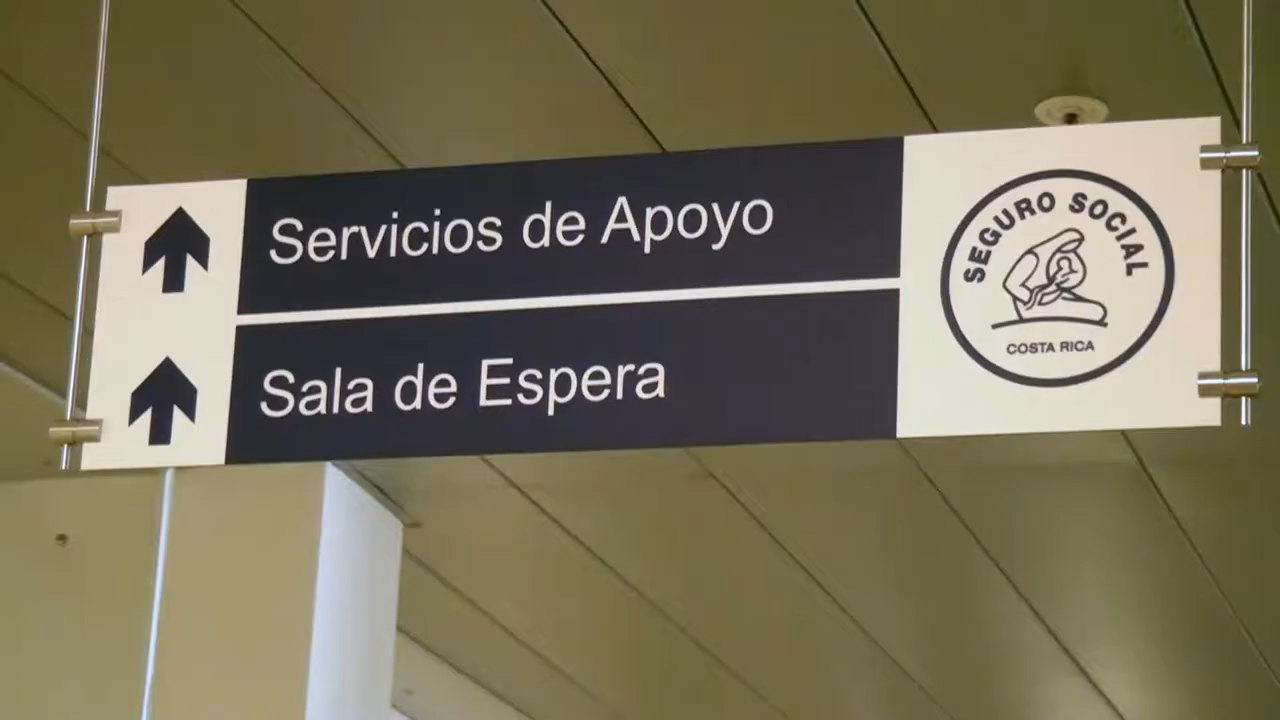 Servicios de Apoyo
Sala de Espera
SEGURO SOCIAL
COSTA RICA